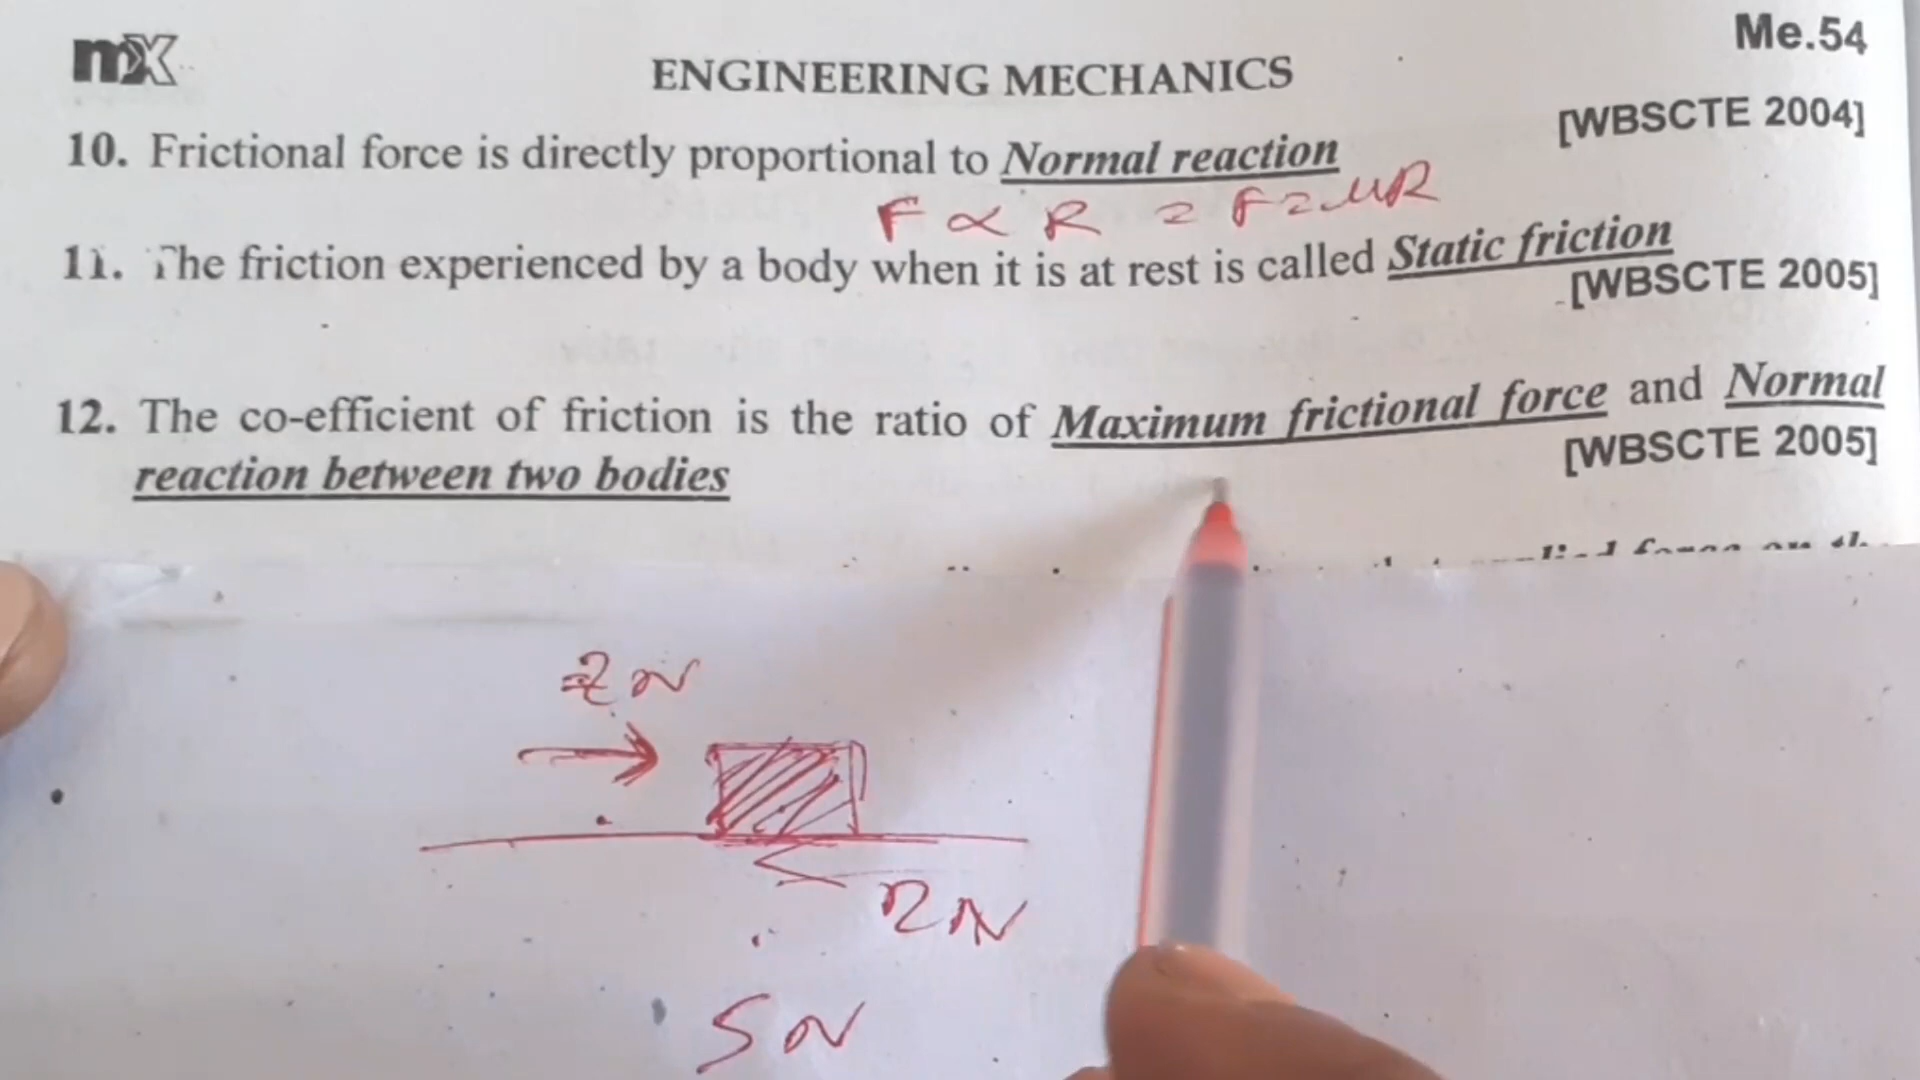 mX
Me.54
ENGINEERING MECHANICS
[WBSCTE 2004]
10. Frictional force is directly proportional to Normal reaction
F ∝ R = F = μR
11. The friction experienced by a body when it is at rest is called Static friction
[WBSCTE 2005]
12. The co-efficient of friction is the ratio of Maximum frictional force and Normal
reaction between two bodies
[WBSCTE 2005]
2N
2N
5N